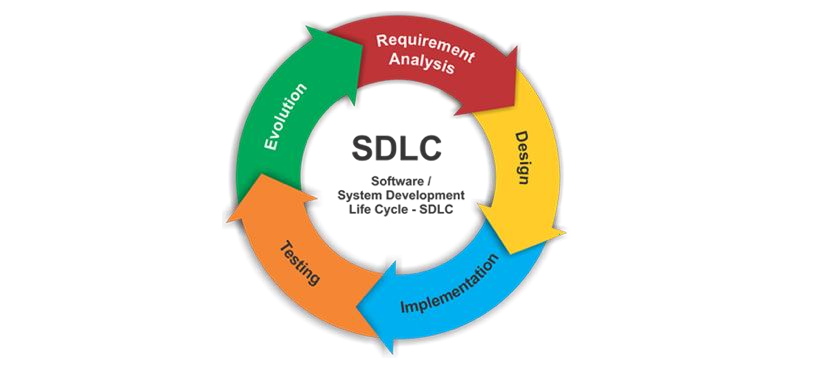 Requirement
Analysis
Design
Implementation
Testing
Evolution
SDLC
Software /
System Development
Life Cycle - SDLC